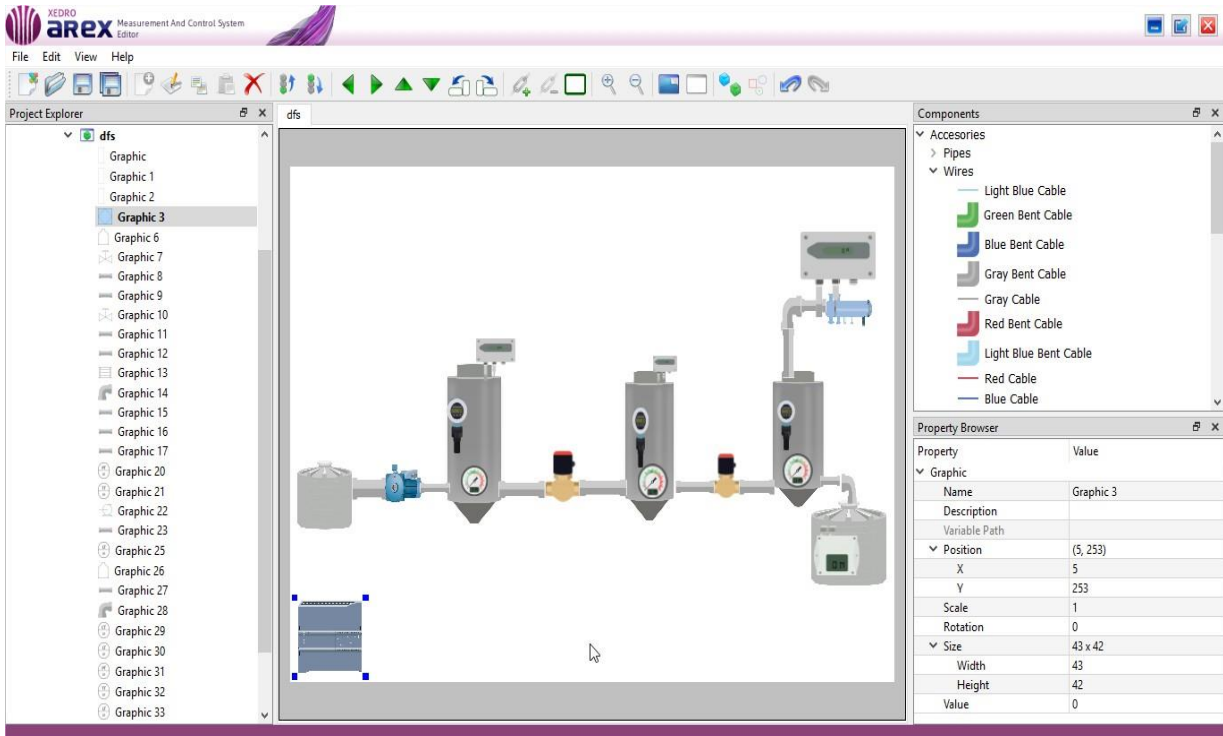 XEDRO
arex Measurement And Control System
Editor
File Edit View Help
Project Explorer
dfs
Graphic
Graphic 1
Graphic 2
Graphic 3
Graphic 6
Graphic 7
Graphic 8
Graphic 9
Graphic 10
Graphic 11
Graphic 12
Graphic 13
Graphic 14
Graphic 15
Graphic 16
Graphic 17
Graphic 20
Graphic 21
Graphic 22
Graphic 23
Graphic 25
Graphic 26
Graphic 27
Graphic 28
Graphic 29
Graphic 30
Graphic 31
Graphic 32
Graphic 33
dfs
Components
Accesories
Pipes
Wires
Light Blue Cable
Green Bent Cable
Blue Bent Cable
Gray Bent Cable
Gray Cable
Red Bent Cable
Light Blue Bent Cable
Red Cable
Blue Cable
Property Browser
Property Value
Graphic
Name Graphic 3
Description
Variable Path
Position (5, 253)
X 5
Y 253
Scale 1
Rotation 0
Size 43 x 42
Width 43
Height 42
Value 0